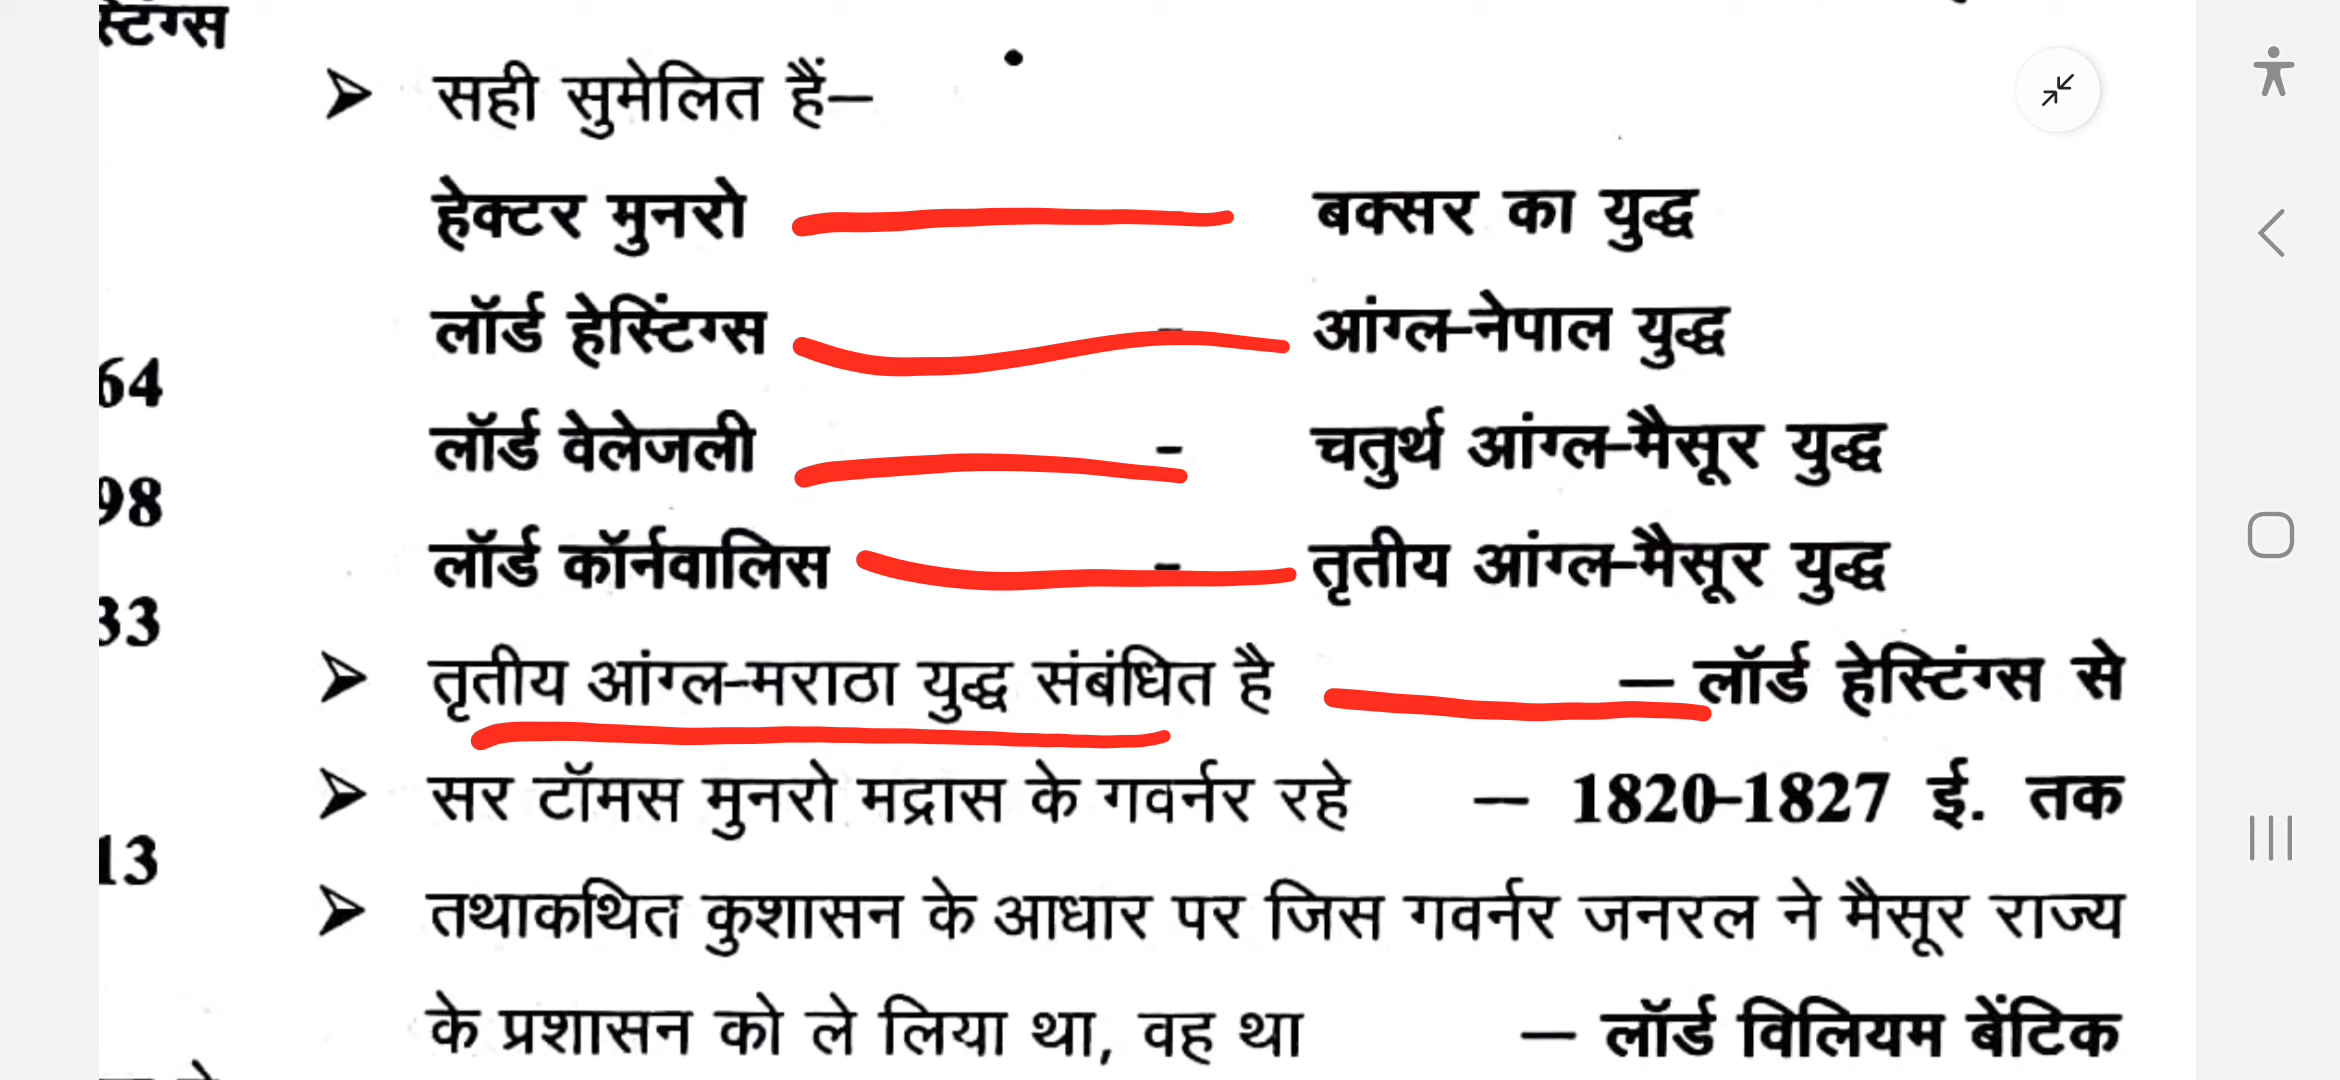 स्टिंग्स
➢ सही सुमेलित हैं—
हेक्टर मुनरो बक्सर का युद्ध
लॉर्ड हेस्टिंग्स - आंग्ल-नेपाल युद्ध
64
लॉर्ड वेलेजली - चतुर्थ आंग्ल-मैसूर युद्ध
98
लॉर्ड कॉर्नवालिस - तृतीय आंग्ल-मैसूर युद्ध
33
➢ तृतीय आंग्ल-मराठा युद्ध संबंधित है — लॉर्ड हेस्टिंग्स से
➢ सर टॉमस मुनरो मद्रास के गवर्नर रहे — 1820-1827 ई. तक
13
➢ तथाकथित कुशासन के आधार पर जिस गवर्नर जनरल ने मैसूर राज्य
के प्रशासन को ले लिया था, वह था — लॉर्ड विलियम बेंटिक